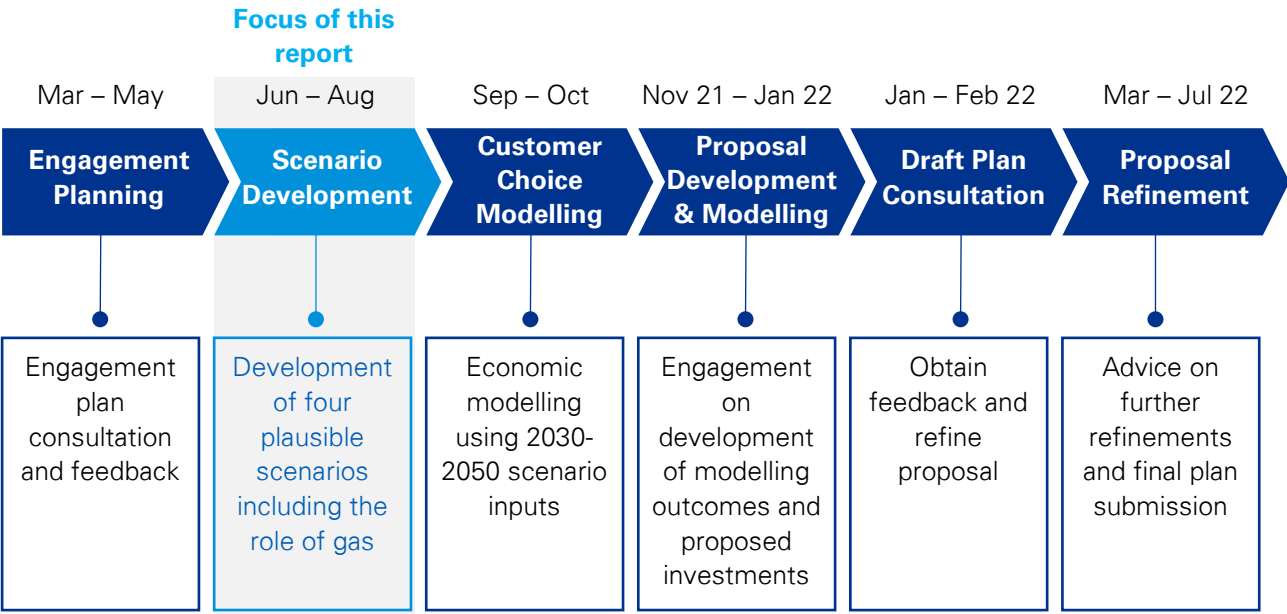 Focus of this
report
Mar – May
Jun – Aug
Sep – Oct
Nov 21 – Jan 22
Jan – Feb 22
Mar – Jul 22
Engagement
Planning
Scenario
Development
Customer
Choice
Modelling
Proposal
Development
& Modelling
Draft Plan
Consultation
Proposal
Refinement
Engagement
plan
consultation
and feedback
Development
of four
plausible
scenarios
including the
role of gas
Economic
modelling
using 2030-
2050 scenario
inputs
Engagement
on
development
of modelling
outcomes and
proposed
investments
Obtain
feedback and
refine
proposal
Advice on
further
refinements
and final plan
submission